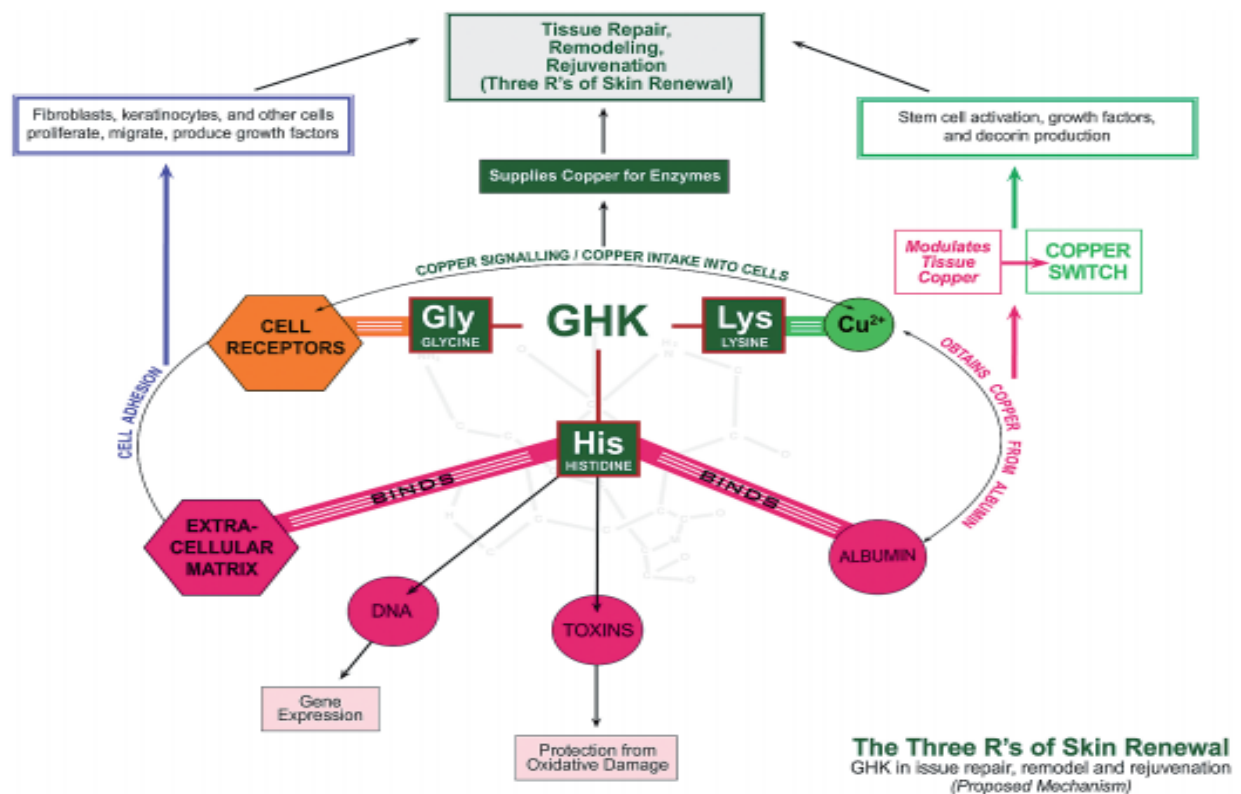 Tissue Repair,
Remodeling,
Rejuvenation
(Three R's of Skin Renewal)
Fibroblasts, keratinocytes, and other cells
proliferate, migrate, produce growth factors
Stem cell activation, growth factors,
and decorin production
Supplies Copper for Enzymes
Modulates
Tissue
Copper
COPPER
SWITCH
COPPER SIGNALLING / COPPER INTAKE INTO CELLS
CELL
RECEPTORS
Gly
GLYCINE
GHK
Lys
LYSINE
Cu2+
CELL ADHESION
OBTAINS COPPER FROM ALBUMIN
His
HISTIDINE
BINDS
BINDS
EXTRA-
CELLULAR
MATRIX
ALBUMIN
DNA
TOXINS
Gene
Expression
Protection from
Oxidative Damage
The Three R's of Skin Renewal
GHK in issue repair, remodel and rejuvenation
(Proposed Mechanism)